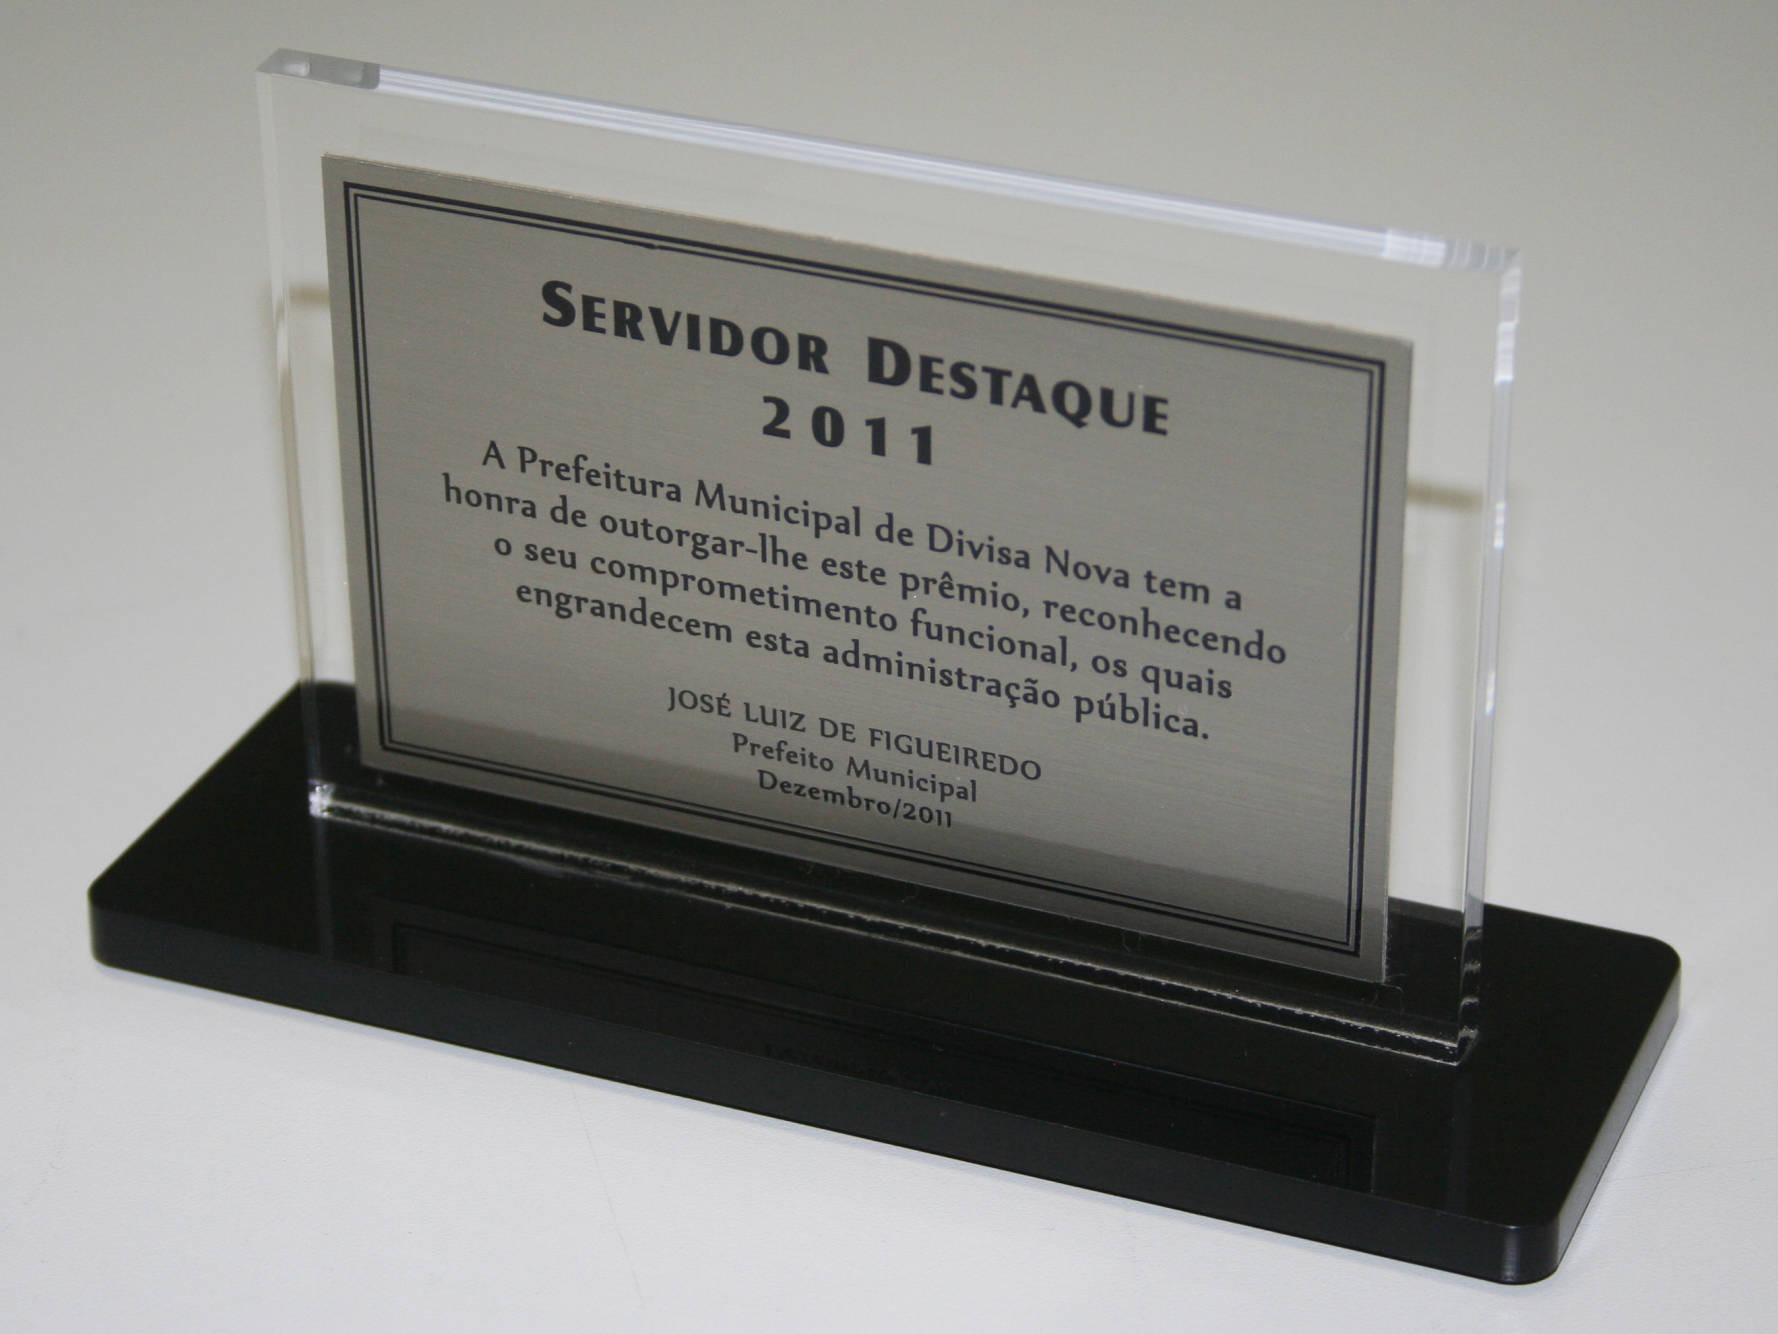 SERVIDOR DESTAQUE
2011
A Prefeitura Municipal de Divisa Nova tem a
honra de outorgar-lhe este prêmio, reconhecendo
o seu comprometimento funcional, os quais
engrandecem esta administração pública.
JOSÉ LUIZ DE FIGUEIREDO
Prefeito Municipal
Dezembro/2011